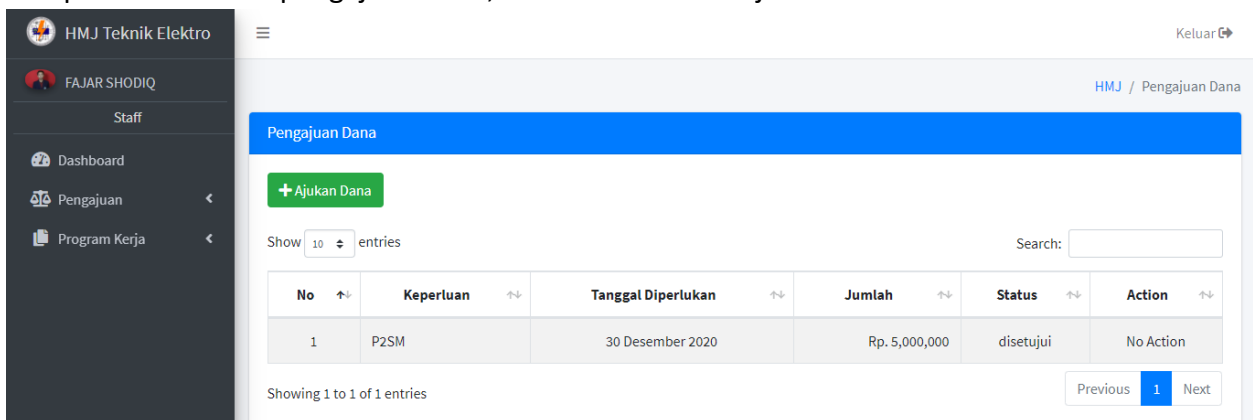 HMJ Teknik Elektro
Keluar
FAJAR SHODIQ
HMJ / Pengajuan Dana
Staff
Pengajuan Dana
Dashboard
+ Ajukan Dana
Pengajuan
Program Kerja
Show 10 entries
Search:
No Keperluan Tanggal Diperlukan Jumlah Status Action
1 P2SM 30 Desember 2020 Rp. 5,000,000 disetujui No Action
Showing 1 to 1 of 1 entries
Previous 1 Next